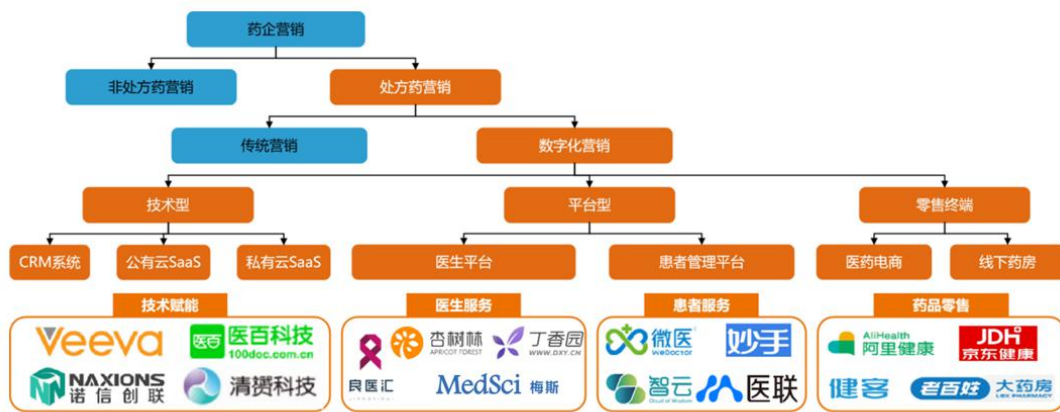 药企营销
非处方药营销
处方药营销
传统营销
数字化营销
技术型
平台型
零售终端
CRM系统
公有云SaaS
私有云SaaS
医生平台
患者管理平台
医药电商
线下药房
技术赋能
医生服务
患者服务
药品零售
Veeva
医百
医百科技
100doc.com.cn
NAXIONS
诺信创联
清赟科技
良医汇
杏树林
APRICOT FOREST
丁香园
WWW.DXY.CN
MedSci 梅斯
微医
WeDoctor
妙手
智云
Cloud of Wisdom
医联
AliHealth
阿里健康
JDH
京东健康
健客
老百姓 大药房
LBX PHARMACY